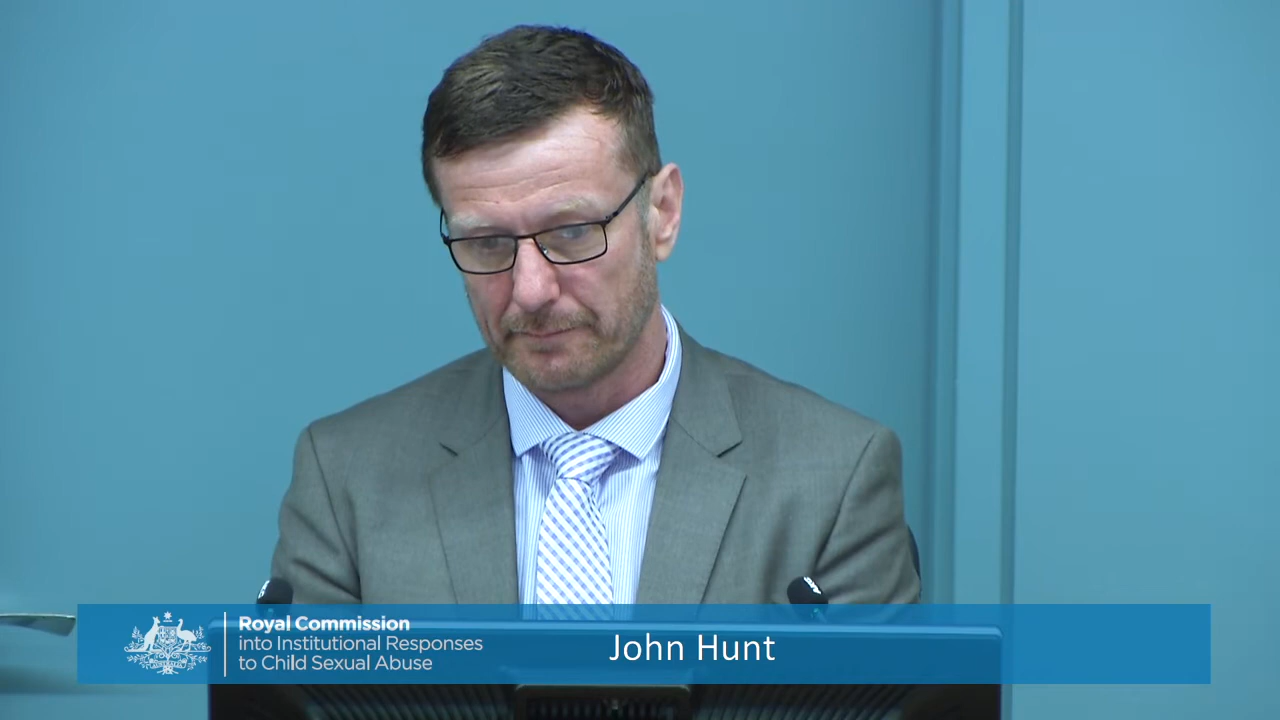 Royal Commission
into Institutional Responses
to Child Sexual Abuse
John Hunt